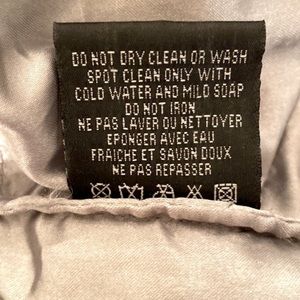 DO NOT DRY CLEAN OR WASH
SPOT CLEAN ONLY WITH
COLD WATER AND MILD SOAP
DO NOT IRON
NE PAS LAVER OU NETTOYER
EPONGER AVEC EAU
FRAICHE ET SAVON DOUX
NE PAS REPASSER